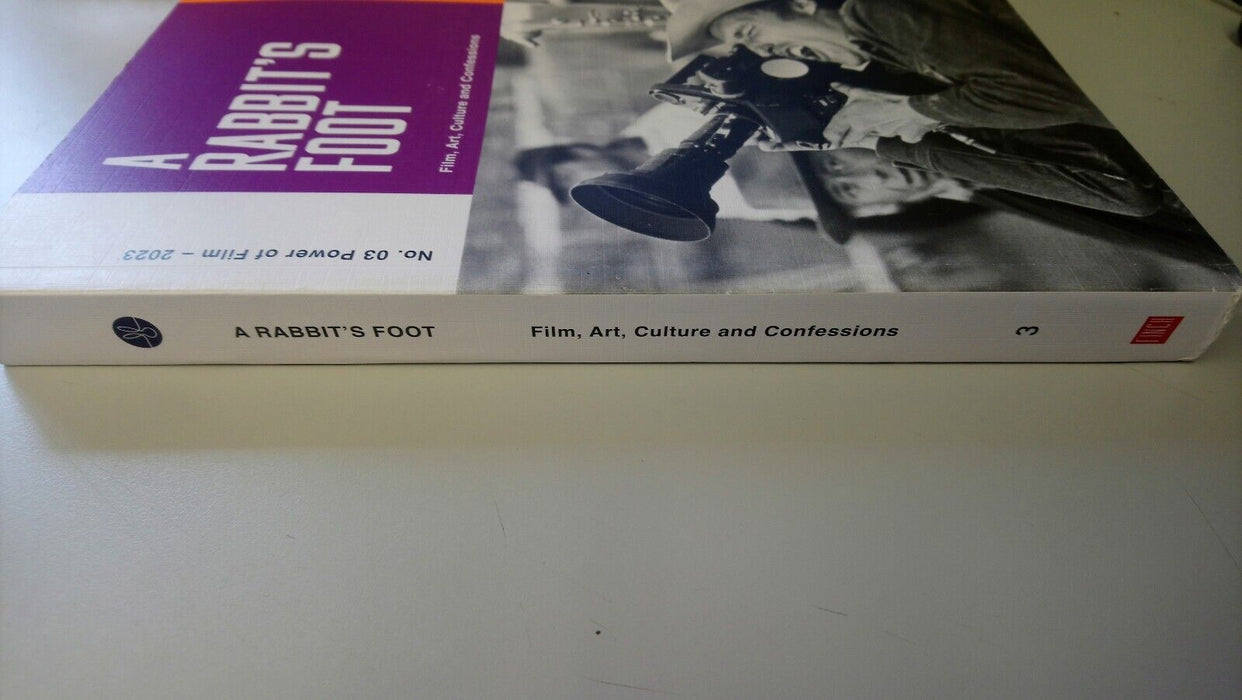 A
RABBIT'S
FOOT
Film, Art, Culture and Confessions
No. 03 Power of Film – 2023
A RABBIT'S FOOT
Film, Art, Culture and Confessions
3
FINCH